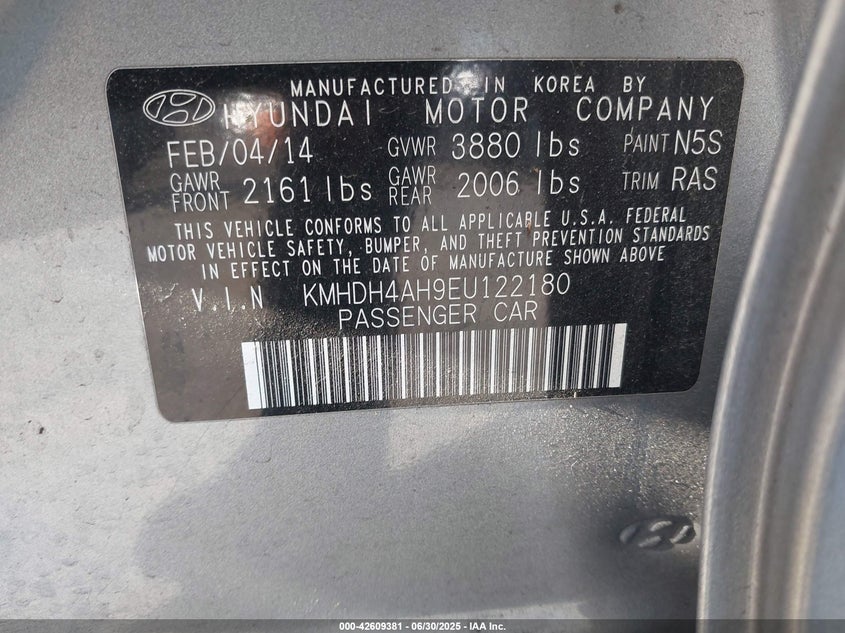 MANUFACTURED IN KOREA BY
HYUNDAI MOTOR COMPANY
FEB/04/14 GVWR 3880 lbs PAINT N5S
GAWR FRONT 2161 lbs GAWR REAR 2006 lbs TRIM RAS
THIS VEHICLE CONFORMS TO ALL APPLICABLE U.S.A. FEDERAL
MOTOR VEHICLE SAFETY, BUMPER, AND THEFT PREVENTION STANDARDS
IN EFFECT ON THE DATE OF MANUFACTURE SHOWN ABOVE
V.I.N KMHDH4AH9EU122180
PASSENGER CAR
000-42609381 - 06/30/2025 - IAA Inc.